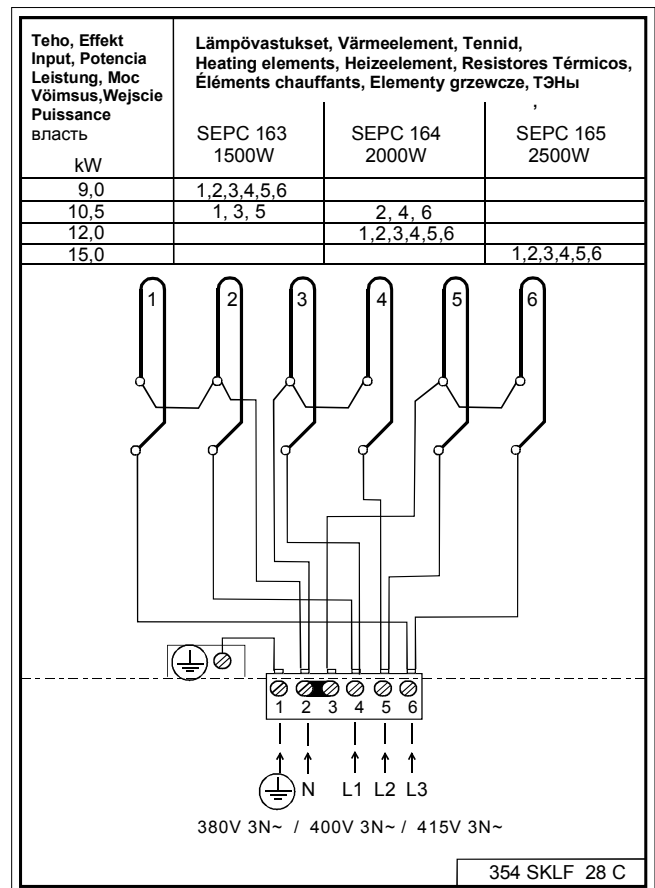 Teho, Effekt
Input, Potencia
Leistung, Moc
Vöimsus,Wejscie
Puissance
власть
kW
Lämpövastukset, Värmeelement, Tennid,
Heating elements, Heizeelement, Resistores Térmicos,
Éléments chauffants, Elementy grzewcze, ТЭНы
,
SEPC 163 SEPC 164 SEPC 165
1500W 2000W 2500W
9,0 1,2,3,4,5,6
10,5 1, 3, 5 2, 4, 6
12,0 1,2,3,4,5,6
15,0 1,2,3,4,5,6
1 2 3 4 5 6
1 2 3 4 5 6
N L1 L2 L3
380V 3N~ / 400V 3N~ / 415V 3N~
354 SKLF 28 C